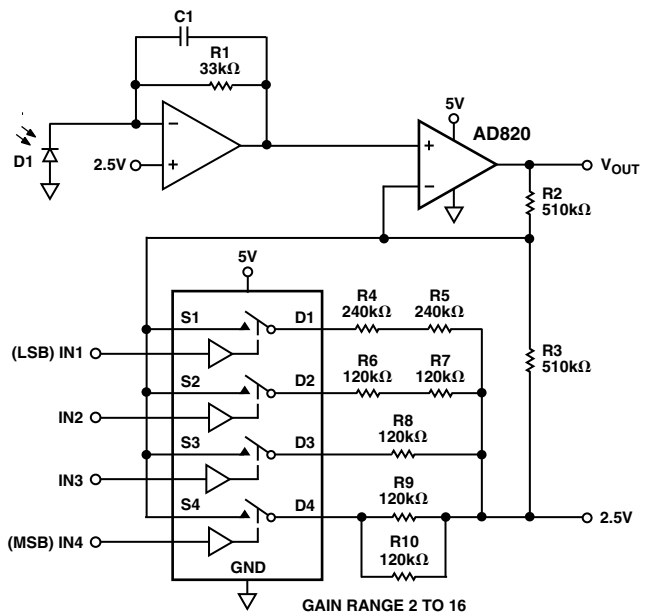 C1
R1
33kΩ
5V
AD820
D1
2.5V
−
+
+
−
V_OUT
R2
510kΩ
5V
S1
D1
R4
240kΩ
R5
240kΩ
R3
510kΩ
(LSB) IN1
S2
D2
R6
120kΩ
R7
120kΩ
IN2
S3
D3
R8
120kΩ
IN3
S4
D4
R9
120kΩ
2.5V
(MSB) IN4
R10
120kΩ
GND
GAIN RANGE 2 TO 16